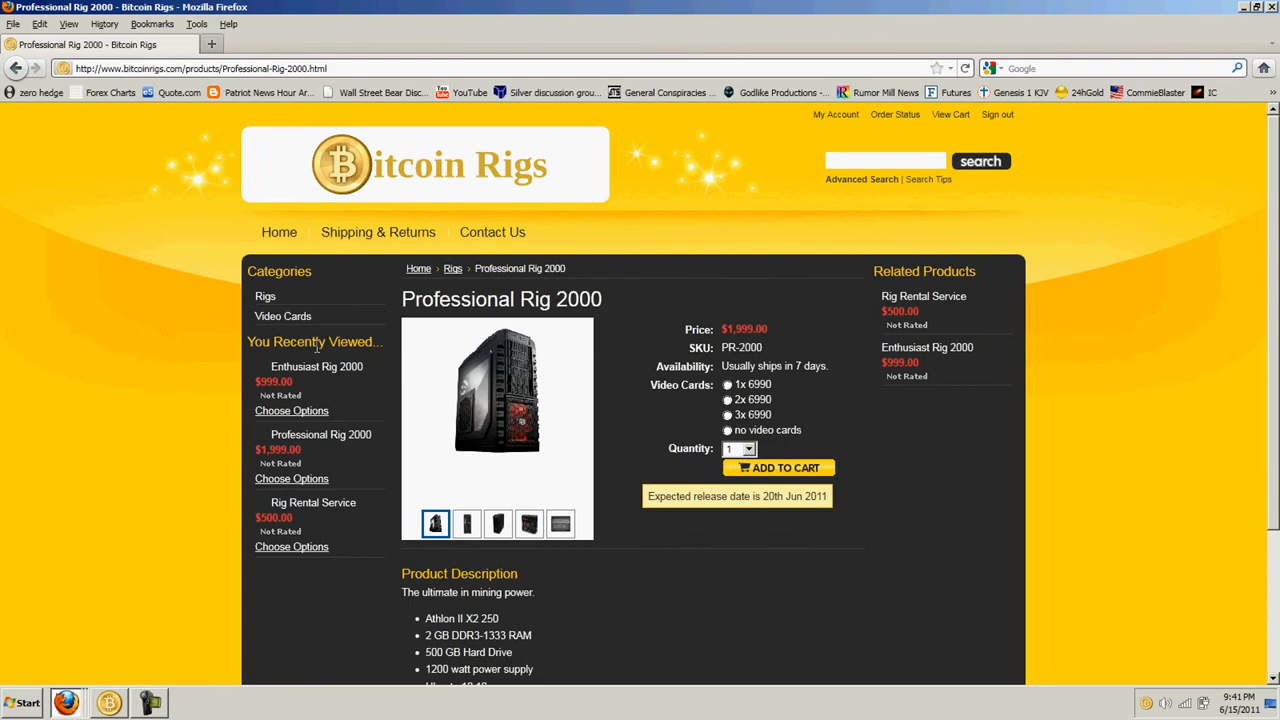 Professional Rig 2000 - Bitcoin Rigs - Mozilla Firefox
File Edit View History Bookmarks Tools Help
Professional Rig 2000 - Bitcoin Rigs
http://www.bitcoinrigs.com/products/Professional-Rig-2000.html
Google
zero hedge Forex Charts Quote.com Patriot News Hour Ar... Wall Street Bear Disc... YouTube Silver discussion grou... General Conspiracies ... Godlike Productions -... Rumor Mill News Futures Genesis 1 KJV 24hGold CommieBlaster IC
My Account Order Status View Cart Sign out
Bitcoin Rigs
search
Advanced Search | Search Tips
Home Shipping & Returns Contact Us
Categories
Rigs
Video Cards
You Recently Viewed...
Enthusiast Rig 2000
$999.00
Not Rated
Choose Options
Professional Rig 2000
$1,999.00
Not Rated
Choose Options
Rig Rental Service
$500.00
Not Rated
Choose Options
Home › Rigs › Professional Rig 2000
Professional Rig 2000
Price: $1,999.00
SKU: PR-2000
Availability: Usually ships in 7 days.
Video Cards: 1x 6990
2x 6990
3x 6990
no video cards
Quantity: 1
ADD TO CART
Expected release date is 20th Jun 2011
Product Description
The ultimate in mining power.
• Athlon II X2 250
• 2 GB DDR3-1333 RAM
• 500 GB Hard Drive
• 1200 watt power supply
Related Products
Rig Rental Service
$500.00
Not Rated
Enthusiast Rig 2000
$999.00
Not Rated
Start
9:41 PM
6/15/2011